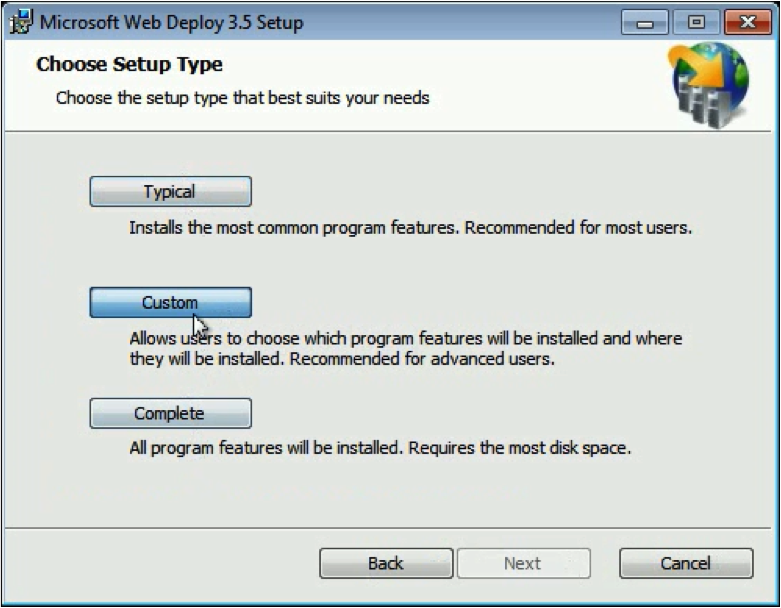 Microsoft Web Deploy 3.5 Setup
Choose Setup Type
Choose the setup type that best suits your needs
Typical
Installs the most common program features. Recommended for most users.
Custom
Allows users to choose which program features will be installed and where
they will be installed. Recommended for advanced users.
Complete
All program features will be installed. Requires the most disk space.
Back Next Cancel